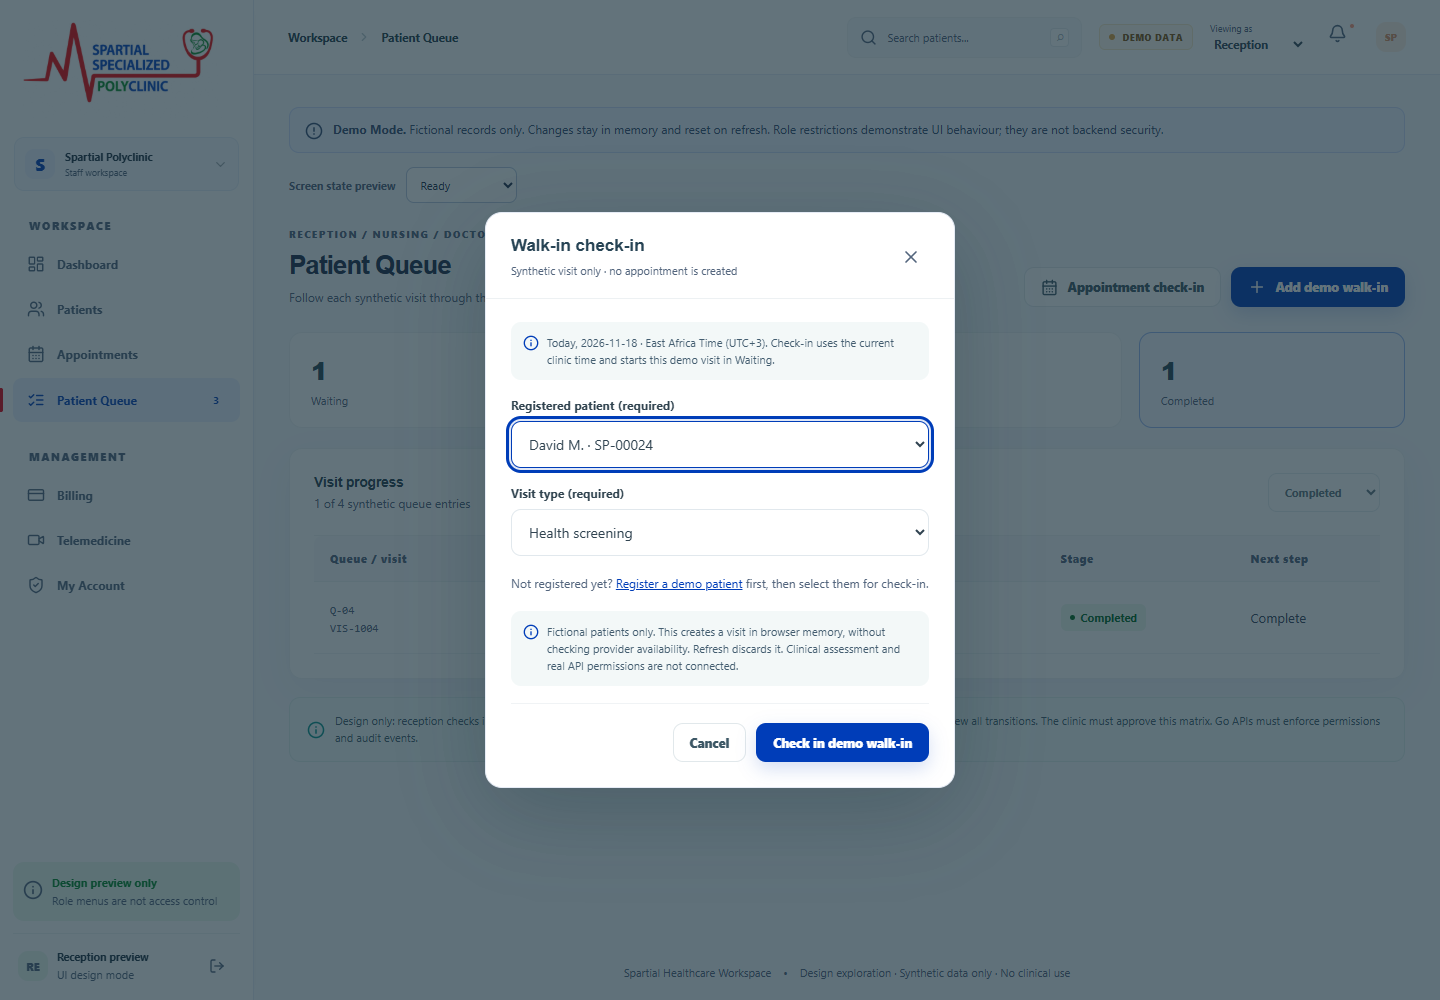 SPARTIAL
SPECIALIZED
POLYCLINIC
Spartial Polyclinic
Staff workspace
S
WORKSPACE
Dashboard
Patients
Appointments
Patient Queue
3
MANAGEMENT
Billing
Telemedicine
My Account
Design preview only
Role menus are not access control
RE
Reception preview
UI design mode
Workspace
Patient Queue
Search patients...
DEMO DATA
Viewing as
Reception
SP
Demo Mode. Fictional records only. Changes stay in memory and reset on refresh. Role restrictions demonstrate UI behaviour; they are not backend security.
Screen state preview
Ready
RECEPTION / NURSING / DOCTO
Patient Queue
Follow each synthetic visit through th
Appointment check-in
Add demo walk-in
1
Waiting
1
Completed
Visit progress
1 of 4 synthetic queue entries
Completed
Queue / visit
Stage
Next step
Q-04
VIS-1004
Completed
Complete
Design only: reception checks
ew all transitions. The clinic must approve this matrix. Go APIs must enforce permissions
and audit events.
Walk-in check-in
Synthetic visit only · no appointment is created
Today, 2026-11-18 · East Africa Time (UTC+3). Check-in uses the current
clinic time and starts this demo visit in Waiting.
Registered patient (required)
David M. · SP-00024
Visit type (required)
Health screening
Not registered yet? Register a demo patient first, then select them for check-in.
Fictional patients only. This creates a visit in browser memory, without
checking provider availability. Refresh discards it. Clinical assessment and
real API permissions are not connected.
Cancel
Check in demo walk-in
Spartial Healthcare Workspace • Design exploration · Synthetic data only · No clinical use